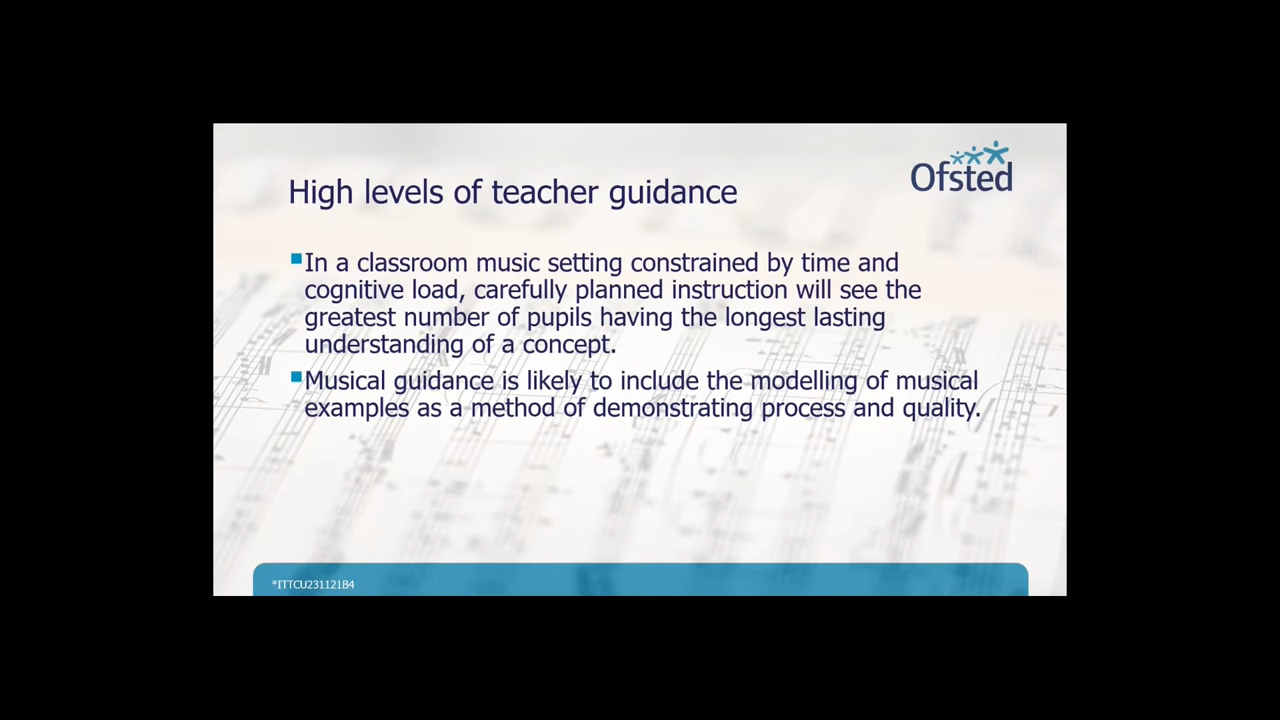 Ofsted
High levels of teacher guidance
In a classroom music setting constrained by time and
cognitive load, carefully planned instruction will see the
greatest number of pupils having the longest lasting
understanding of a concept.
Musical guidance is likely to include the modelling of musical
examples as a method of demonstrating process and quality.
*ITTCU231121B4